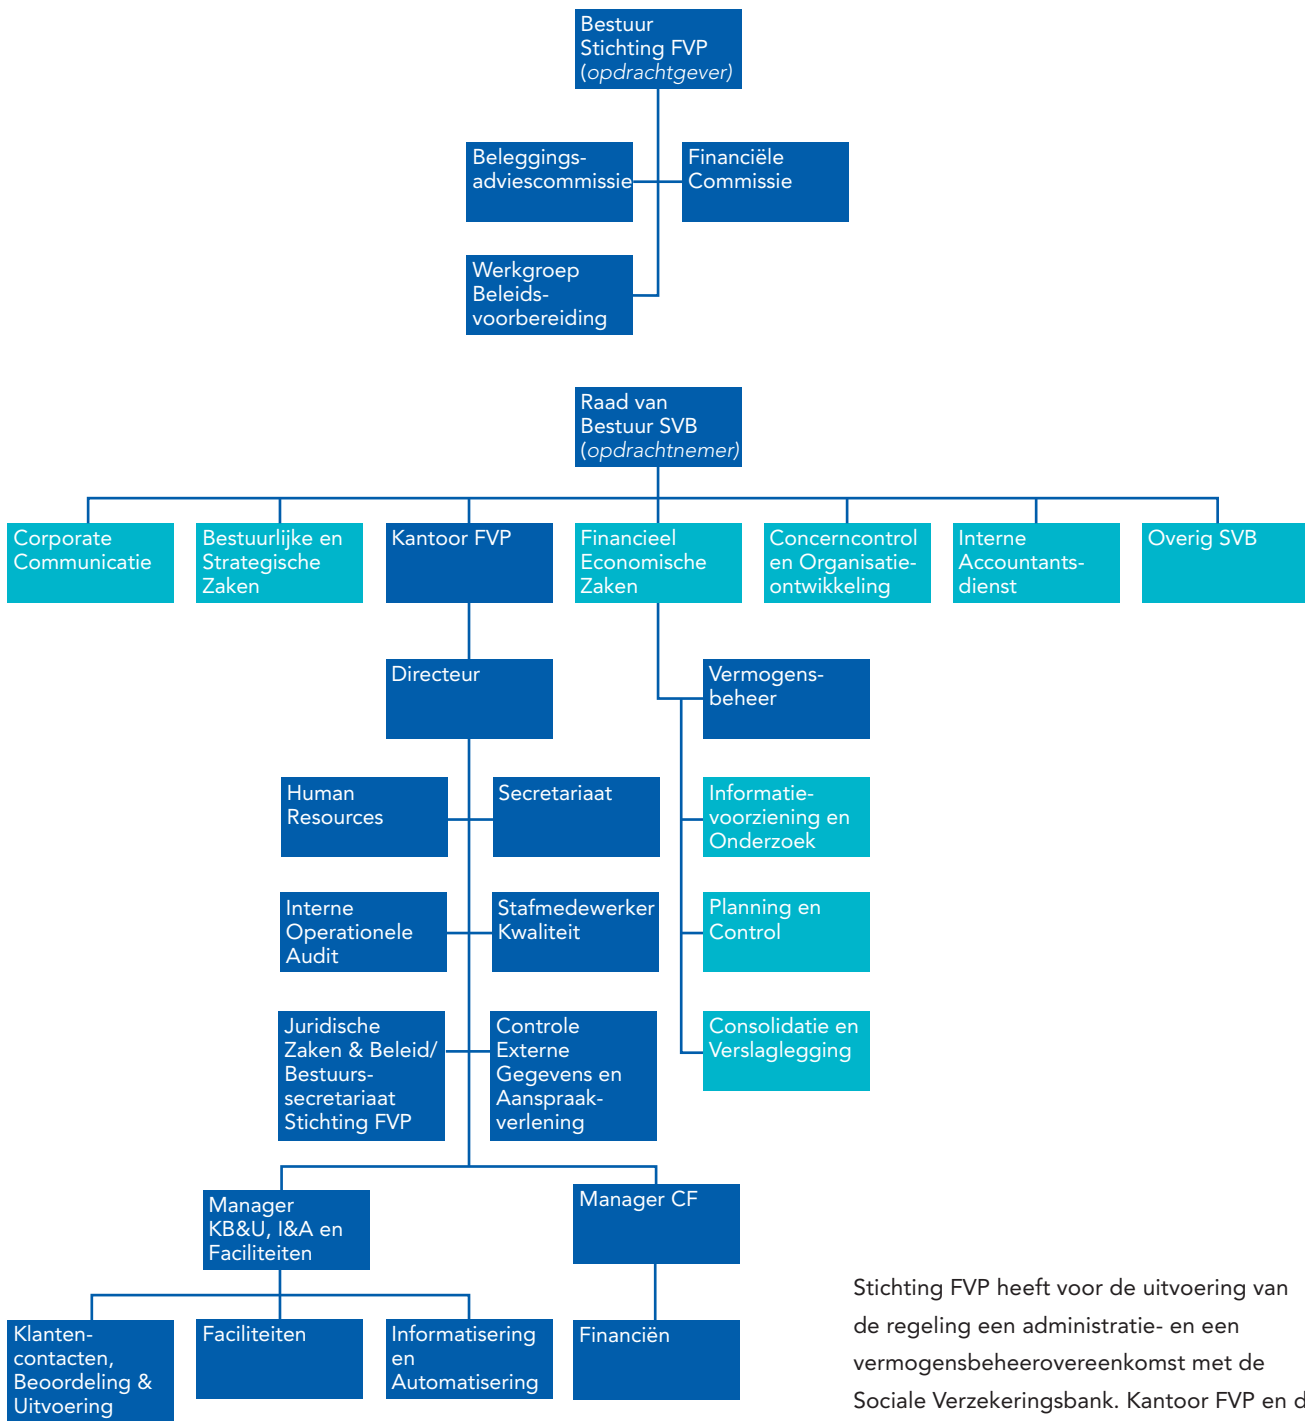 Bestuur
Stichting FVP
(opdrachtgever)
Beleggings-
adviescommissie
Financiële
Commissie
Werkgroep
Beleids-
voorbereiding
Raad van
Bestuur SVB
(opdrachtnemer)
Corporate
Communicatie
Bestuurlijke en
Strategische
Zaken
Kantoor FVP
Financieel
Economische
Zaken
Concerncontrol
en Organisatie-
ontwikkeling
Interne
Accountants-
dienst
Overig SVB
Directeur
Vermogens-
beheer
Human
Resources
Secretariaat
Informatie-
voorziening en
Onderzoek
Interne
Operationele
Audit
Stafmedewerker
Kwaliteit
Planning en
Control
Juridische
Zaken & Beleid/
Bestuurs-
secretariaat
Stichting FVP
Controle
Externe
Gegevens en
Aanspraak-
verlening
Consolidatie en
Verslaglegging
Manager
KB&U, I&A en
Faciliteiten
Manager CF
Klanten-
contacten,
Beoordeling &
Uitvoering
Faciliteiten
Informatisering
en
Automatisering
Financiën
Stichting FVP heeft voor de uitvoering van
de regeling een administratie- en een
vermogensbeheerovereenkomst met de
Sociale Verzekeringsbank. Kantoor FVP en